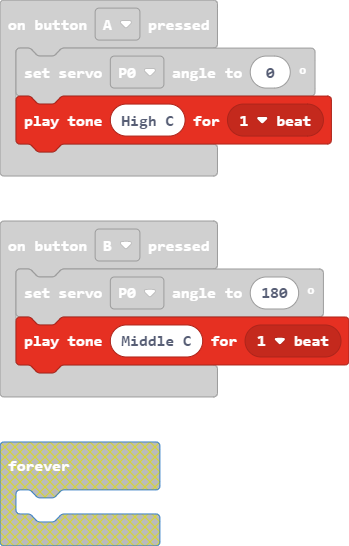 on button A pressed
set servo P0 angle to 0 °
play tone High C for 1 beat
on button B pressed
set servo P0 angle to 180 °
play tone Middle C for 1 beat
forever